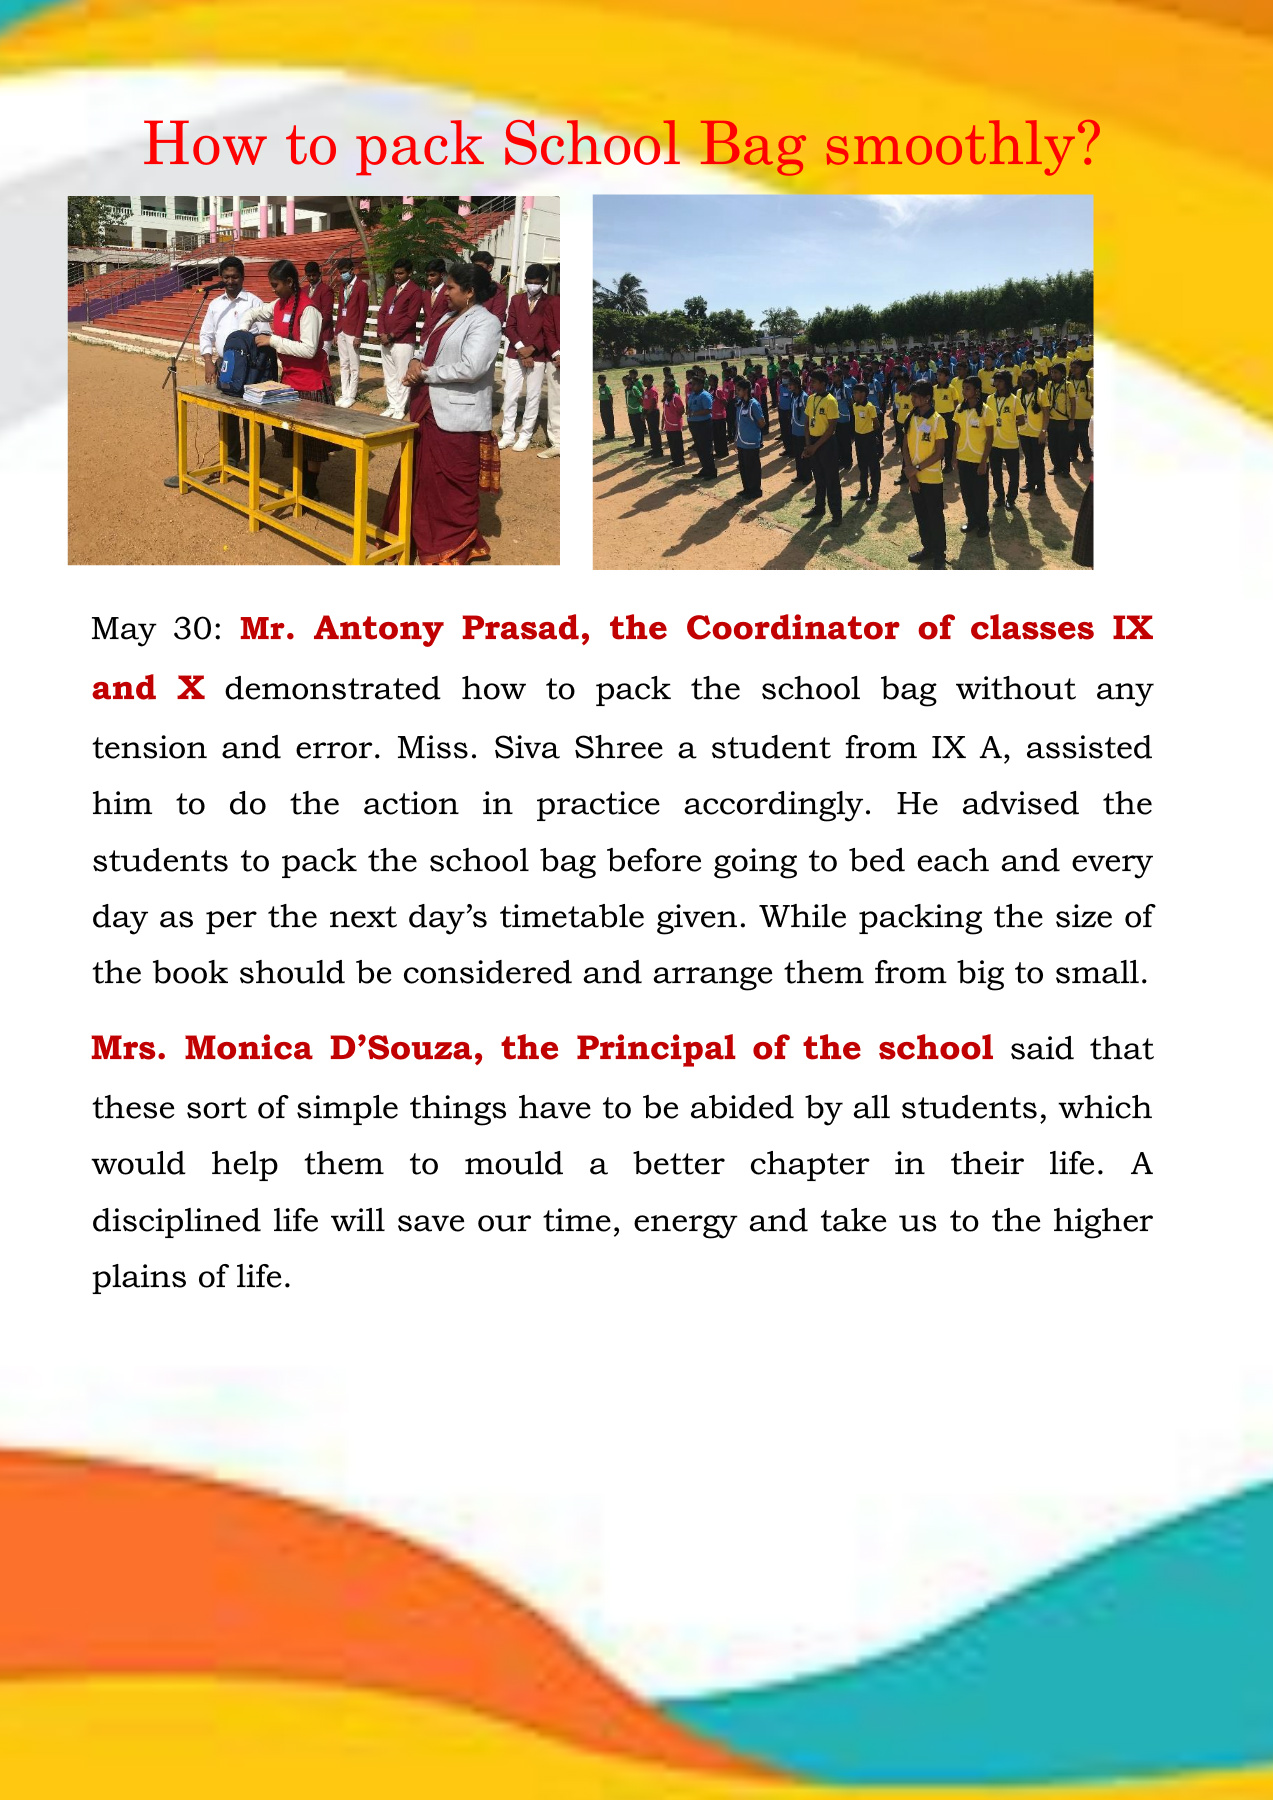 How to pack School Bag smoothly?
May 30: Mr. Antony Prasad, the Coordinator of classes IX
and X demonstrated how to pack the school bag without any
tension and error. Miss. Siva Shree a student from IX A, assisted
him to do the action in practice accordingly. He advised the
students to pack the school bag before going to bed each and every
day as per the next day’s timetable given. While packing the size of
the book should be considered and arrange them from big to small.
Mrs. Monica D’Souza, the Principal of the school said that
these sort of simple things have to be abided by all students, which
would help them to mould a better chapter in their life. A
disciplined life will save our time, energy and take us to the higher
plains of life.